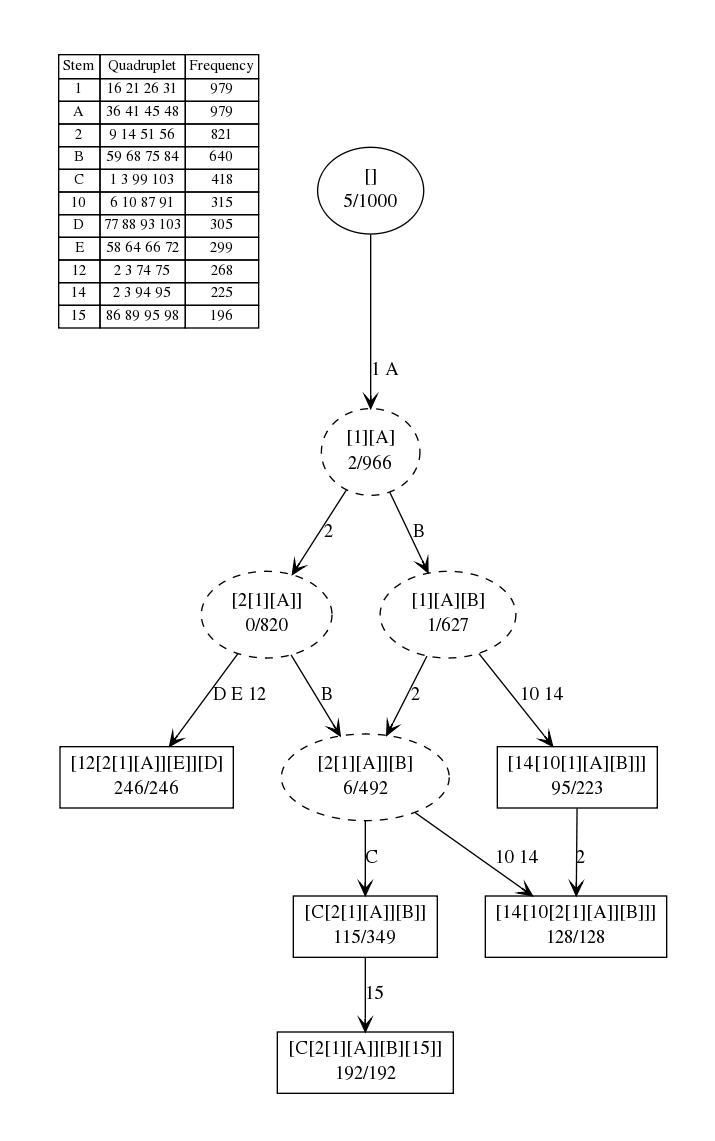 Stem Quadruplet Frequency
1 16 21 26 31 979
A 36 41 45 48 979
2 9 14 51 56 821
B 59 68 75 84 640
C 1 3 99 103 418
10 6 10 87 91 315
D 77 88 93 103 305
E 58 64 66 72 299
12 2 3 74 75 268
14 2 3 94 95 225
15 86 89 95 98 196
[]
5/1000
1 A
[1][A]
2/966
2
B
[2[1][A]]
0/820
[1][A][B]
1/627
D E 12
B
2
10 14
[12[2[1][A]][E]][D]
246/246
[2[1][A]][B]
6/492
[14[10[1][A][B]]]
95/223
C
10 14
2
[C[2[1][A]][B]]
115/349
[14[10[2[1][A]][B]]]
128/128
15
[C[2[1][A]][B][15]]
192/192